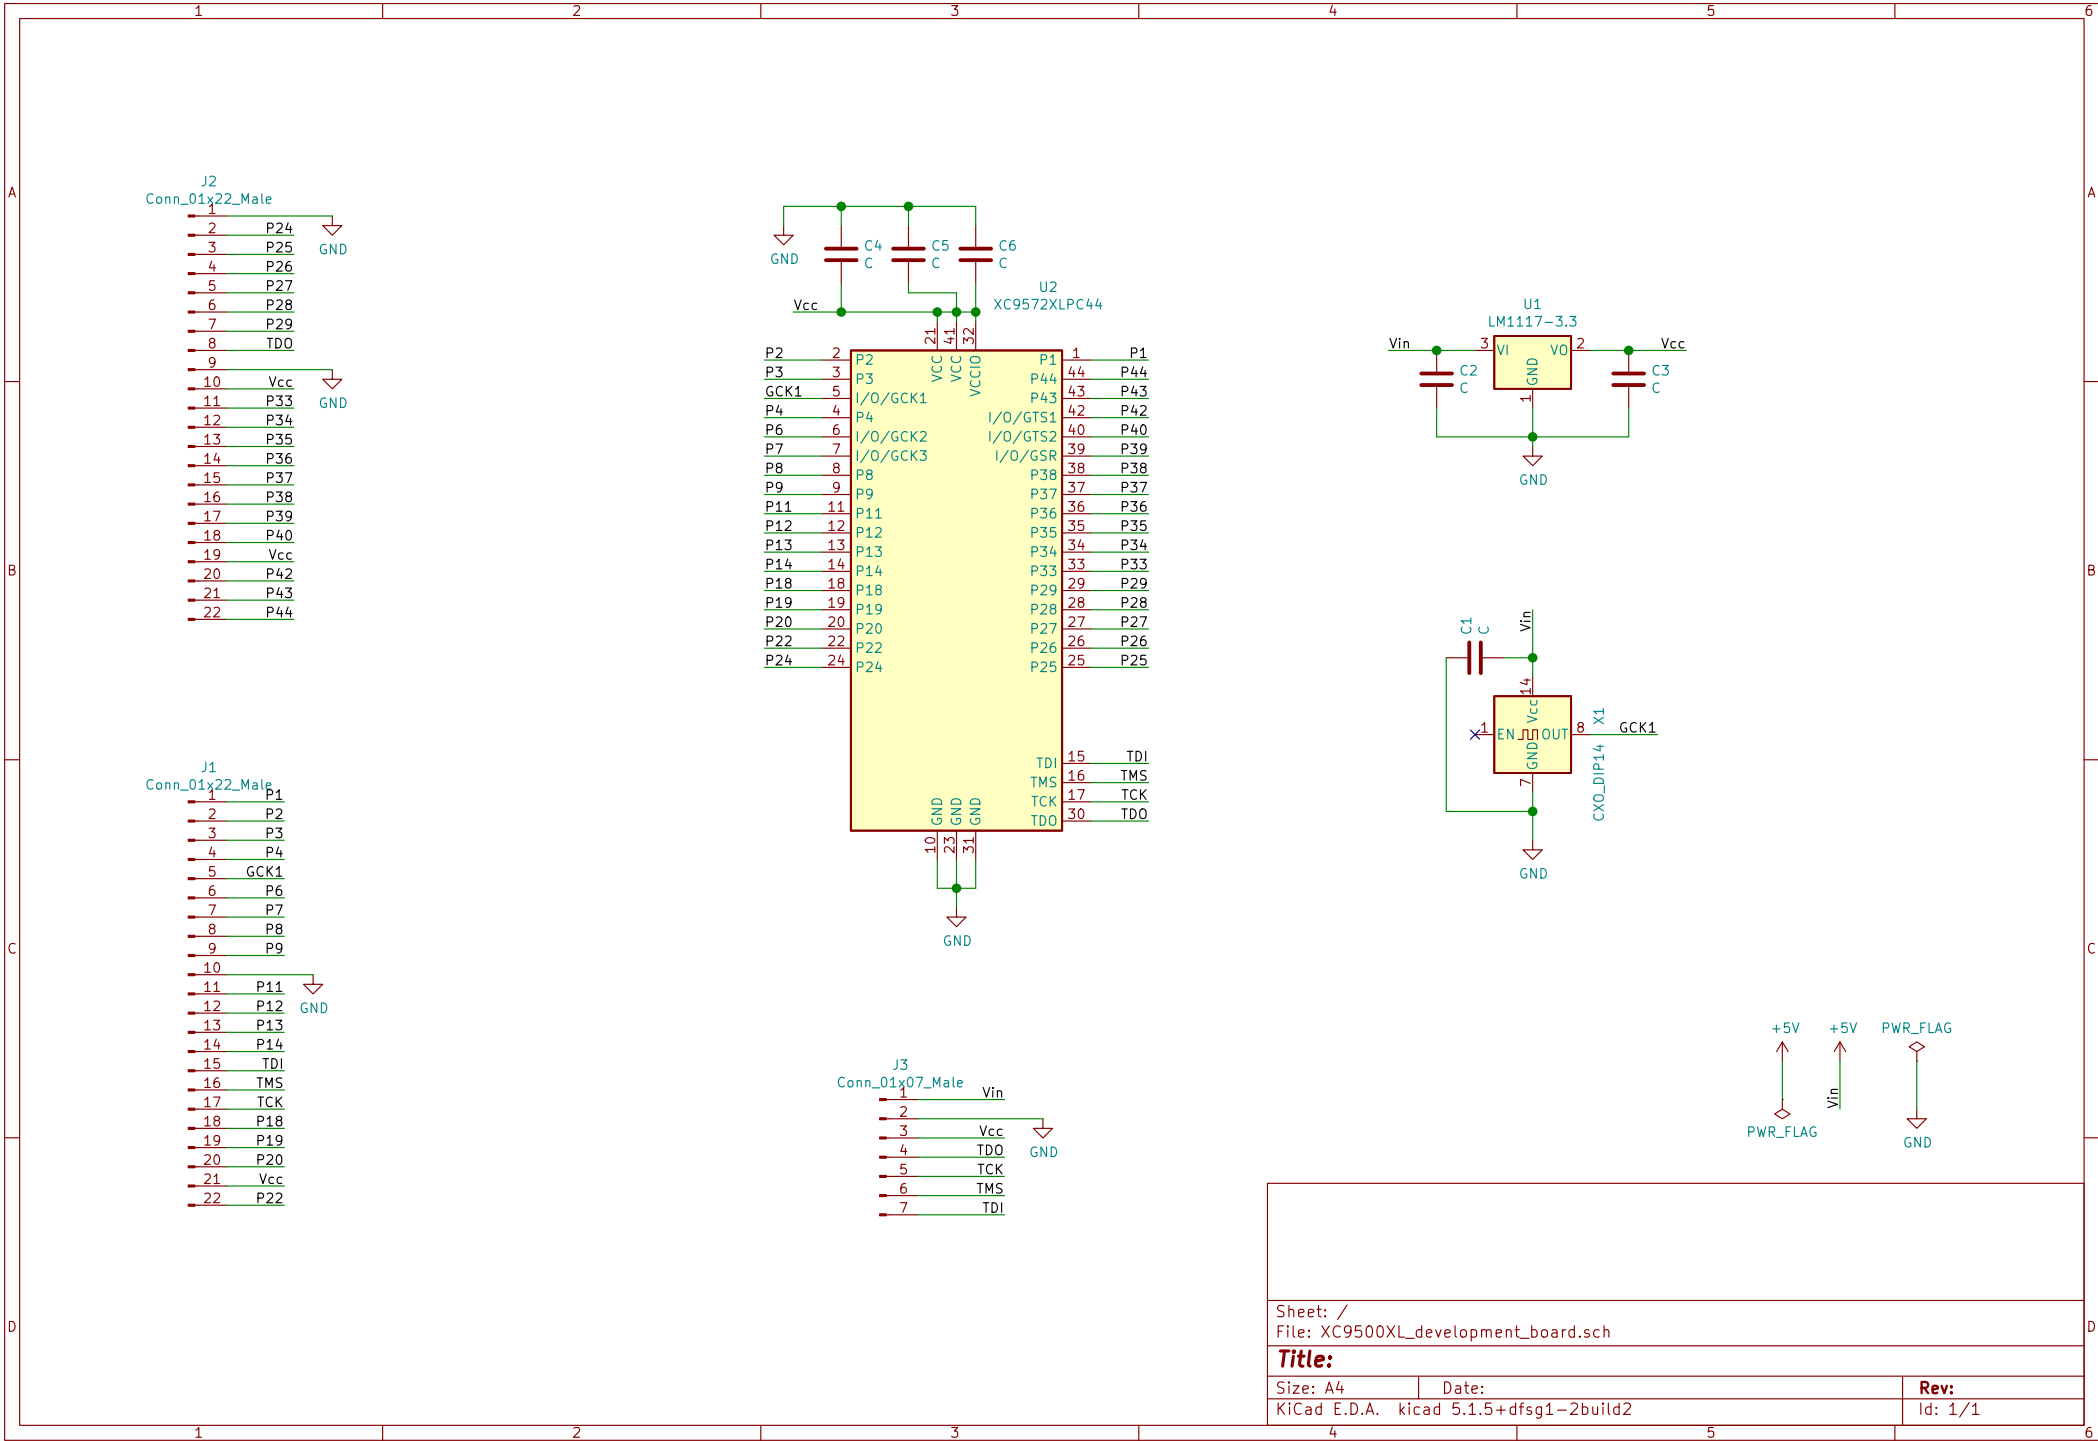 1 2 3 4 5 6
A
B
C
D
A
B
C
D
1 2 3 4 5 6
J2
Conn_01x22_Male
1
2 P24
3 P25
4 P26
5 P27
6 P28
7 P29
8 TDO
9
10 Vcc
11 P33
12 P34
13 P35
14 P36
15 P37
16 P38
17 P39
18 P40
19 Vcc
20 P42
21 P43
22 P44
GND
GND
J1
Conn_01x22_Male
1 P1
2 P2
3 P3
4 P4
5 GCK1
6 P6
7 P7
8 P8
9 P9
10
11 P11
12 P12
13 P13
14 P14
15 TDI
16 TMS
17 TCK
18 P18
19 P19
20 P20
21 Vcc
22 P22
GND
GND
C4
C
C5
C
C6
C
Vcc
U2
XC9572XLPC44
21 41 32
VCC VCC VCCIO
P2 2 P2
P3 3 P3
GCK1 5 I/O/GCK1
P4 4 P4
P6 6 I/O/GCK2
P7 7 I/O/GCK3
P8 8 P8
P9 9 P9
P11 11 P11
P12 12 P12
P13 13 P13
P14 14 P14
P18 18 P18
P19 19 P19
P20 20 P20
P22 22 P22
P24 24 P24
P1 1 P1
P44 44 P44
P43 43 P43
I/O/GTS1 42 P42
I/O/GTS2 40 P40
I/O/GSR 39 P39
P38 38 P38
P37 37 P37
P36 36 P36
P35 35 P35
P34 34 P34
P33 33 P33
P29 29 P29
P28 28 P28
P27 27 P27
P26 26 P26
P25 25 P25
TDI 15 TDI
TMS 16 TMS
TCK 17 TCK
TDO 30 TDO
GND GND GND
10 23 31
GND
J3
Conn_01x07_Male
1 Vin
2
3 Vcc
4 TDO
5 TCK
6 TMS
7 TDI
GND
U1
LM1117-3.3
Vin 3 VI VO 2 Vcc
GND
1
C2
C
C3
C
GND
Vin
C1
C
14
Vcc
1 EN OUT 8 GCK1
GND
7
X1
CXO_DIP14
GND
+5V +5V PWR_FLAG
Vin
PWR_FLAG
GND
Sheet: /
File: XC9500XL_development_board.sch
Title:
Size: A4 Date: Rev:
KiCad E.D.A. kicad 5.1.5+dfsg1-2build2 Id: 1/1